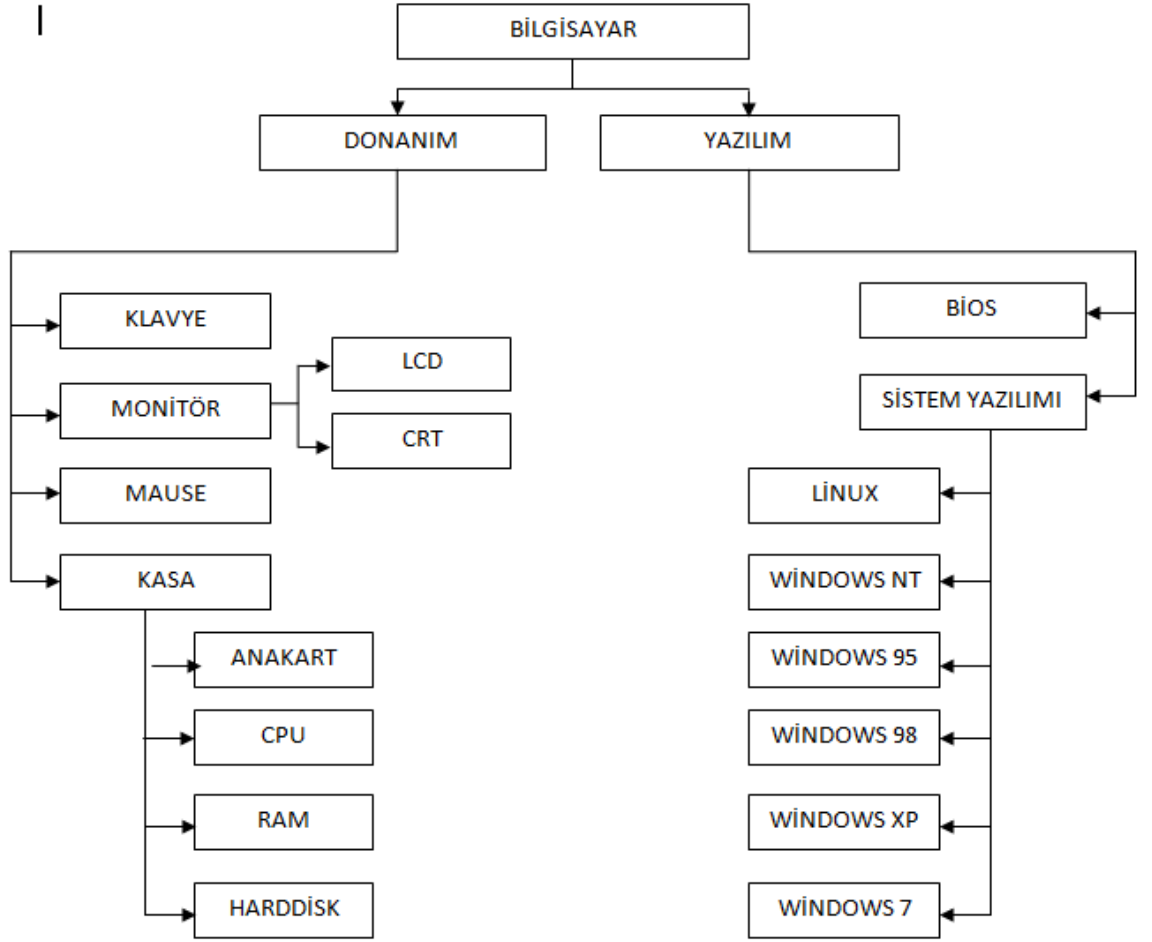 BİLGİSAYAR
DONANIM
YAZILIM
KLAVYE
MONİTÖR
LCD
CRT
MAUSE
KASA
ANAKART
CPU
RAM
HARDDİSK
BİOS
SİSTEM YAZILIMI
LİNUX
WİNDOWS NT
WİNDOWS 95
WİNDOWS 98
WİNDOWS XP
WİNDOWS 7